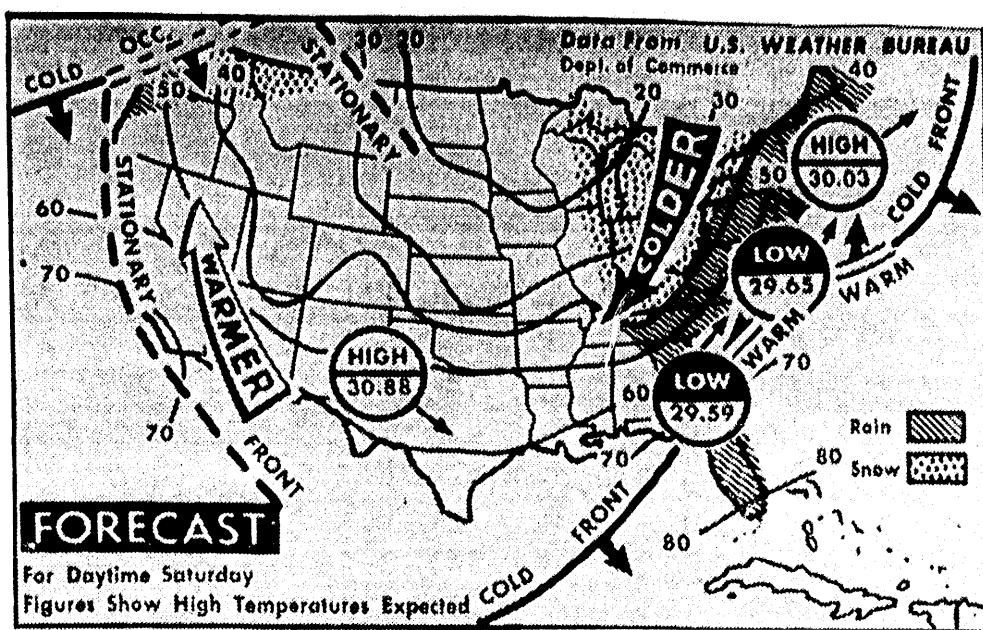 Data From U.S. WEATHER BUREAU
Dept. of Commerce
COLD
OCC.
STATIONARY
30
20
40
50
20
30
40
COLDER
HIGH
30.03
COLD FRONT
50
LOW
29.65
WARM
WARM
70
STATIONARY
60
70
70
FRONT
WARMER
HIGH
30.88
60
LOW
29.59
70
80
80
Rain
Snow
COLD FRONT
FORECAST
For Daytime Saturday
Figures Show High Temperatures Expected